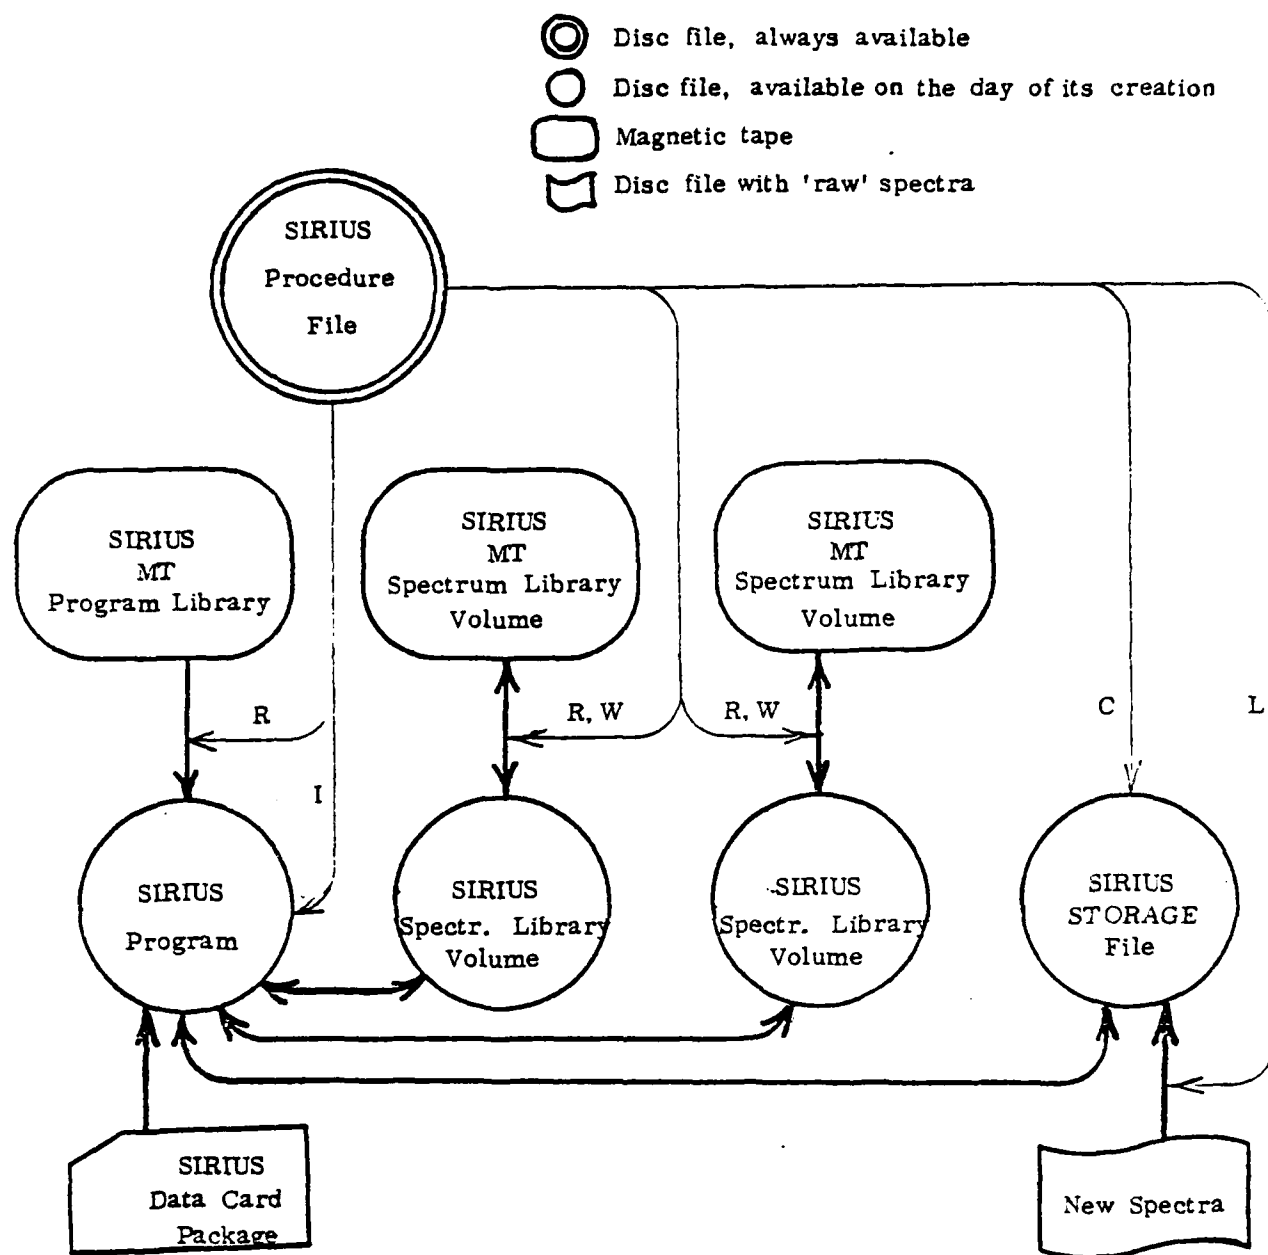 Disc file, always available
Disc file, available on the day of its creation
Magnetic tape
Disc file with 'raw' spectra
SIRIUS
Procedure
File
SIRIUS
MT
Program Library
SIRIUS
MT
Spectrum Library
Volume
SIRIUS
MT
Spectrum Library
Volume
R
R, W
R, W
C
L
I
SIRIUS
Program
SIRIUS
Spectr. Library
Volume
SIRIUS
Spectr. Library
Volume
SIRIUS
STORAGE
File
SIRIUS
Data Card
Package
New Spectra